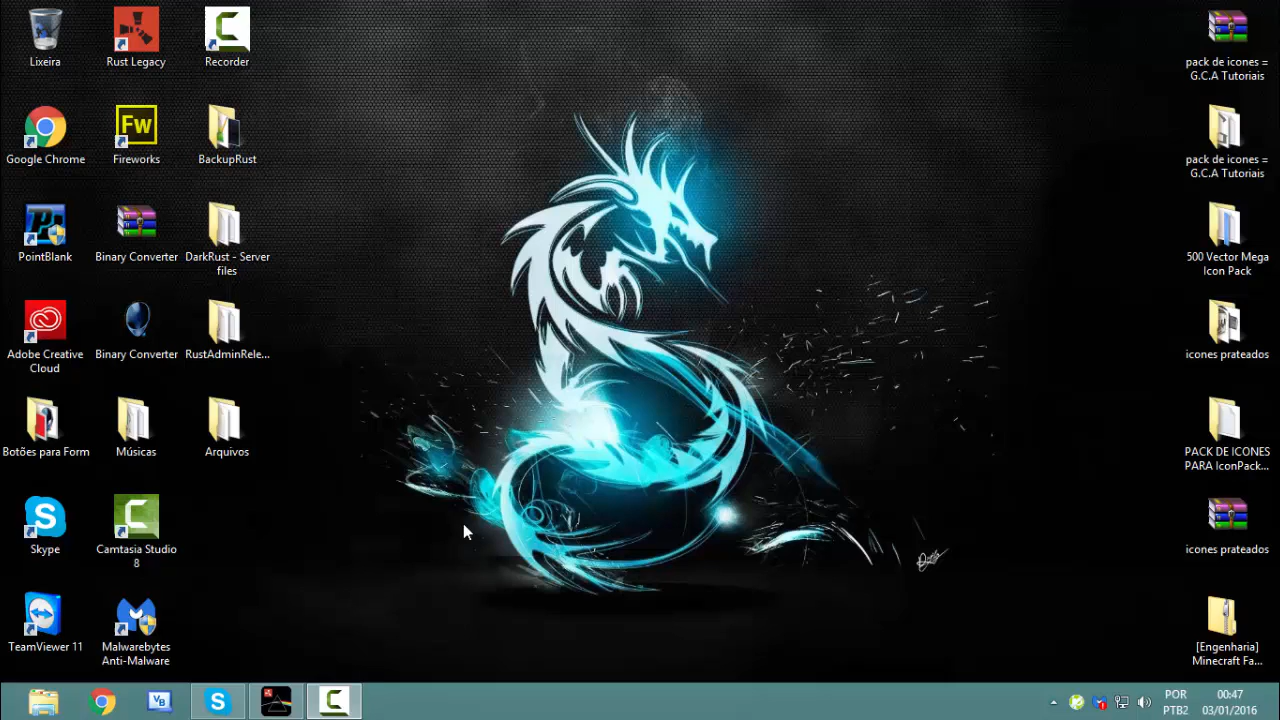 Lixeira
Rust Legacy
Recorder
Google Chrome
Fw
Fireworks
BackupRust
PointBlank
Binary Converter
DarkRust - Server
files
Adobe Creative
Cloud
Binary Converter
RustAdminRele...
Botões para Form
Músicas
Arquivos
Skype
Camtasia Studio
8
TeamViewer 11
Malwarebytes
Anti-Malware
pack de icones =
G.C.A Tutoriais
pack de icones =
G.C.A Tutoriais
500 Vector Mega
Icon Pack
icones prateados
PACK DE ICONES
PARA IconPack...
icones prateados
[Engenharia]
Minecraft Fa...
VB
POR
PTB2
00:47
03/01/2016